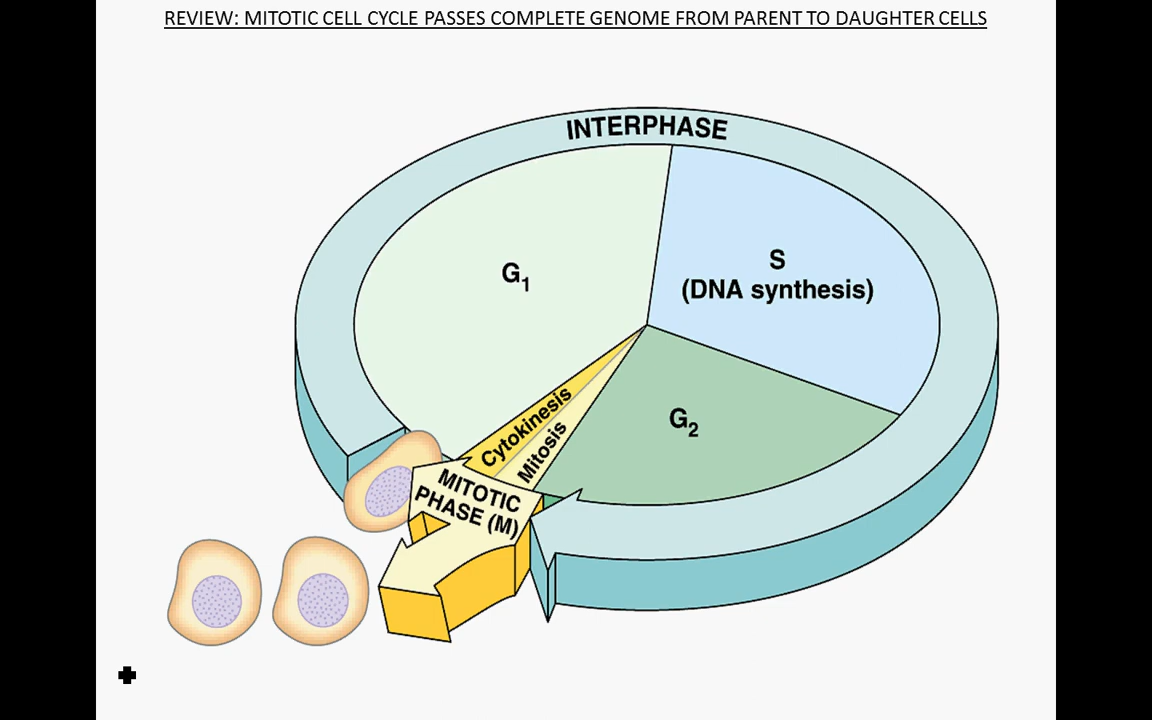 REVIEW: MITOTIC CELL CYCLE PASSES COMPLETE GENOME FROM PARENT TO DAUGHTER CELLS
INTERPHASE
G1
S
(DNA synthesis)
G2
Cytokinesis
Mitosis
MITOTIC
PHASE (M)